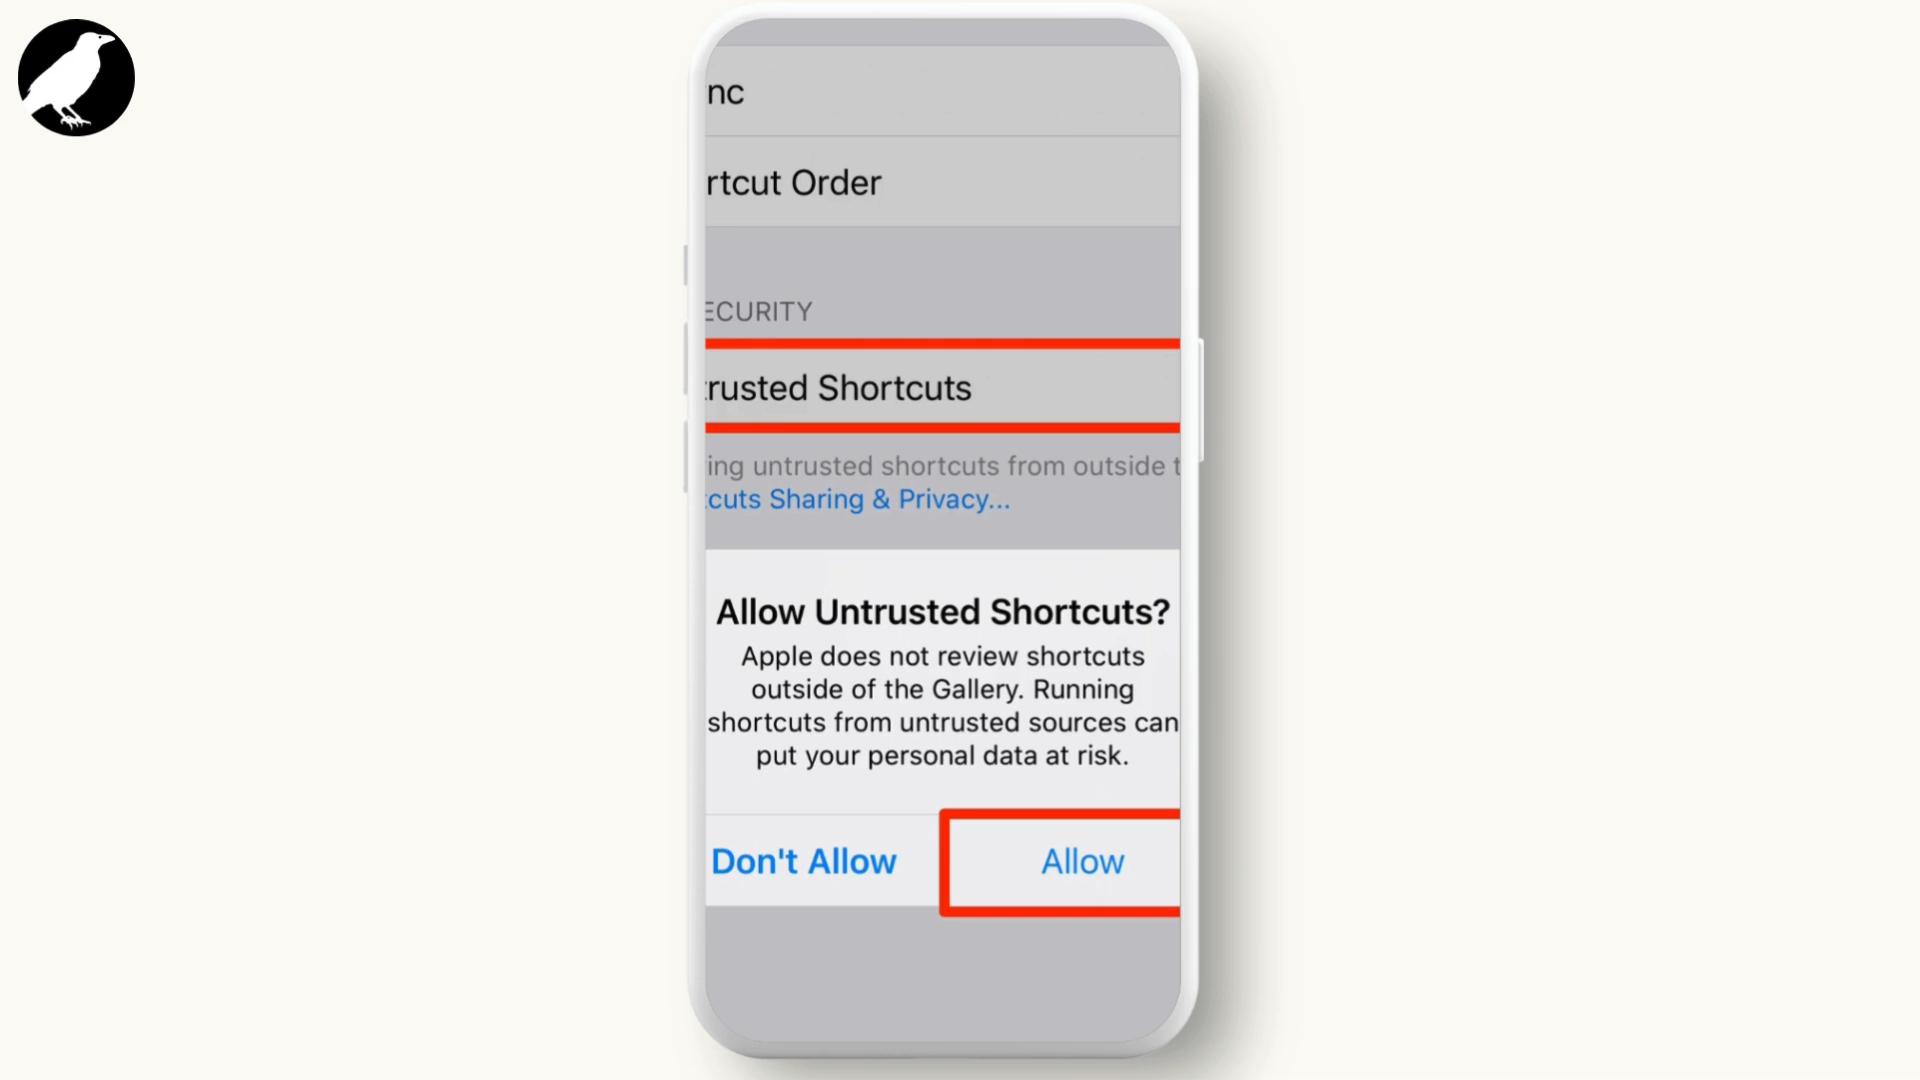 nc
rtcut Order
ECURITY
trusted Shortcuts
ing untrusted shortcuts from outside t
cuts Sharing & Privacy...
Allow Untrusted Shortcuts?
Apple does not review shortcuts
outside of the Gallery. Running
shortcuts from untrusted sources can
put your personal data at risk.
Don't Allow
Allow